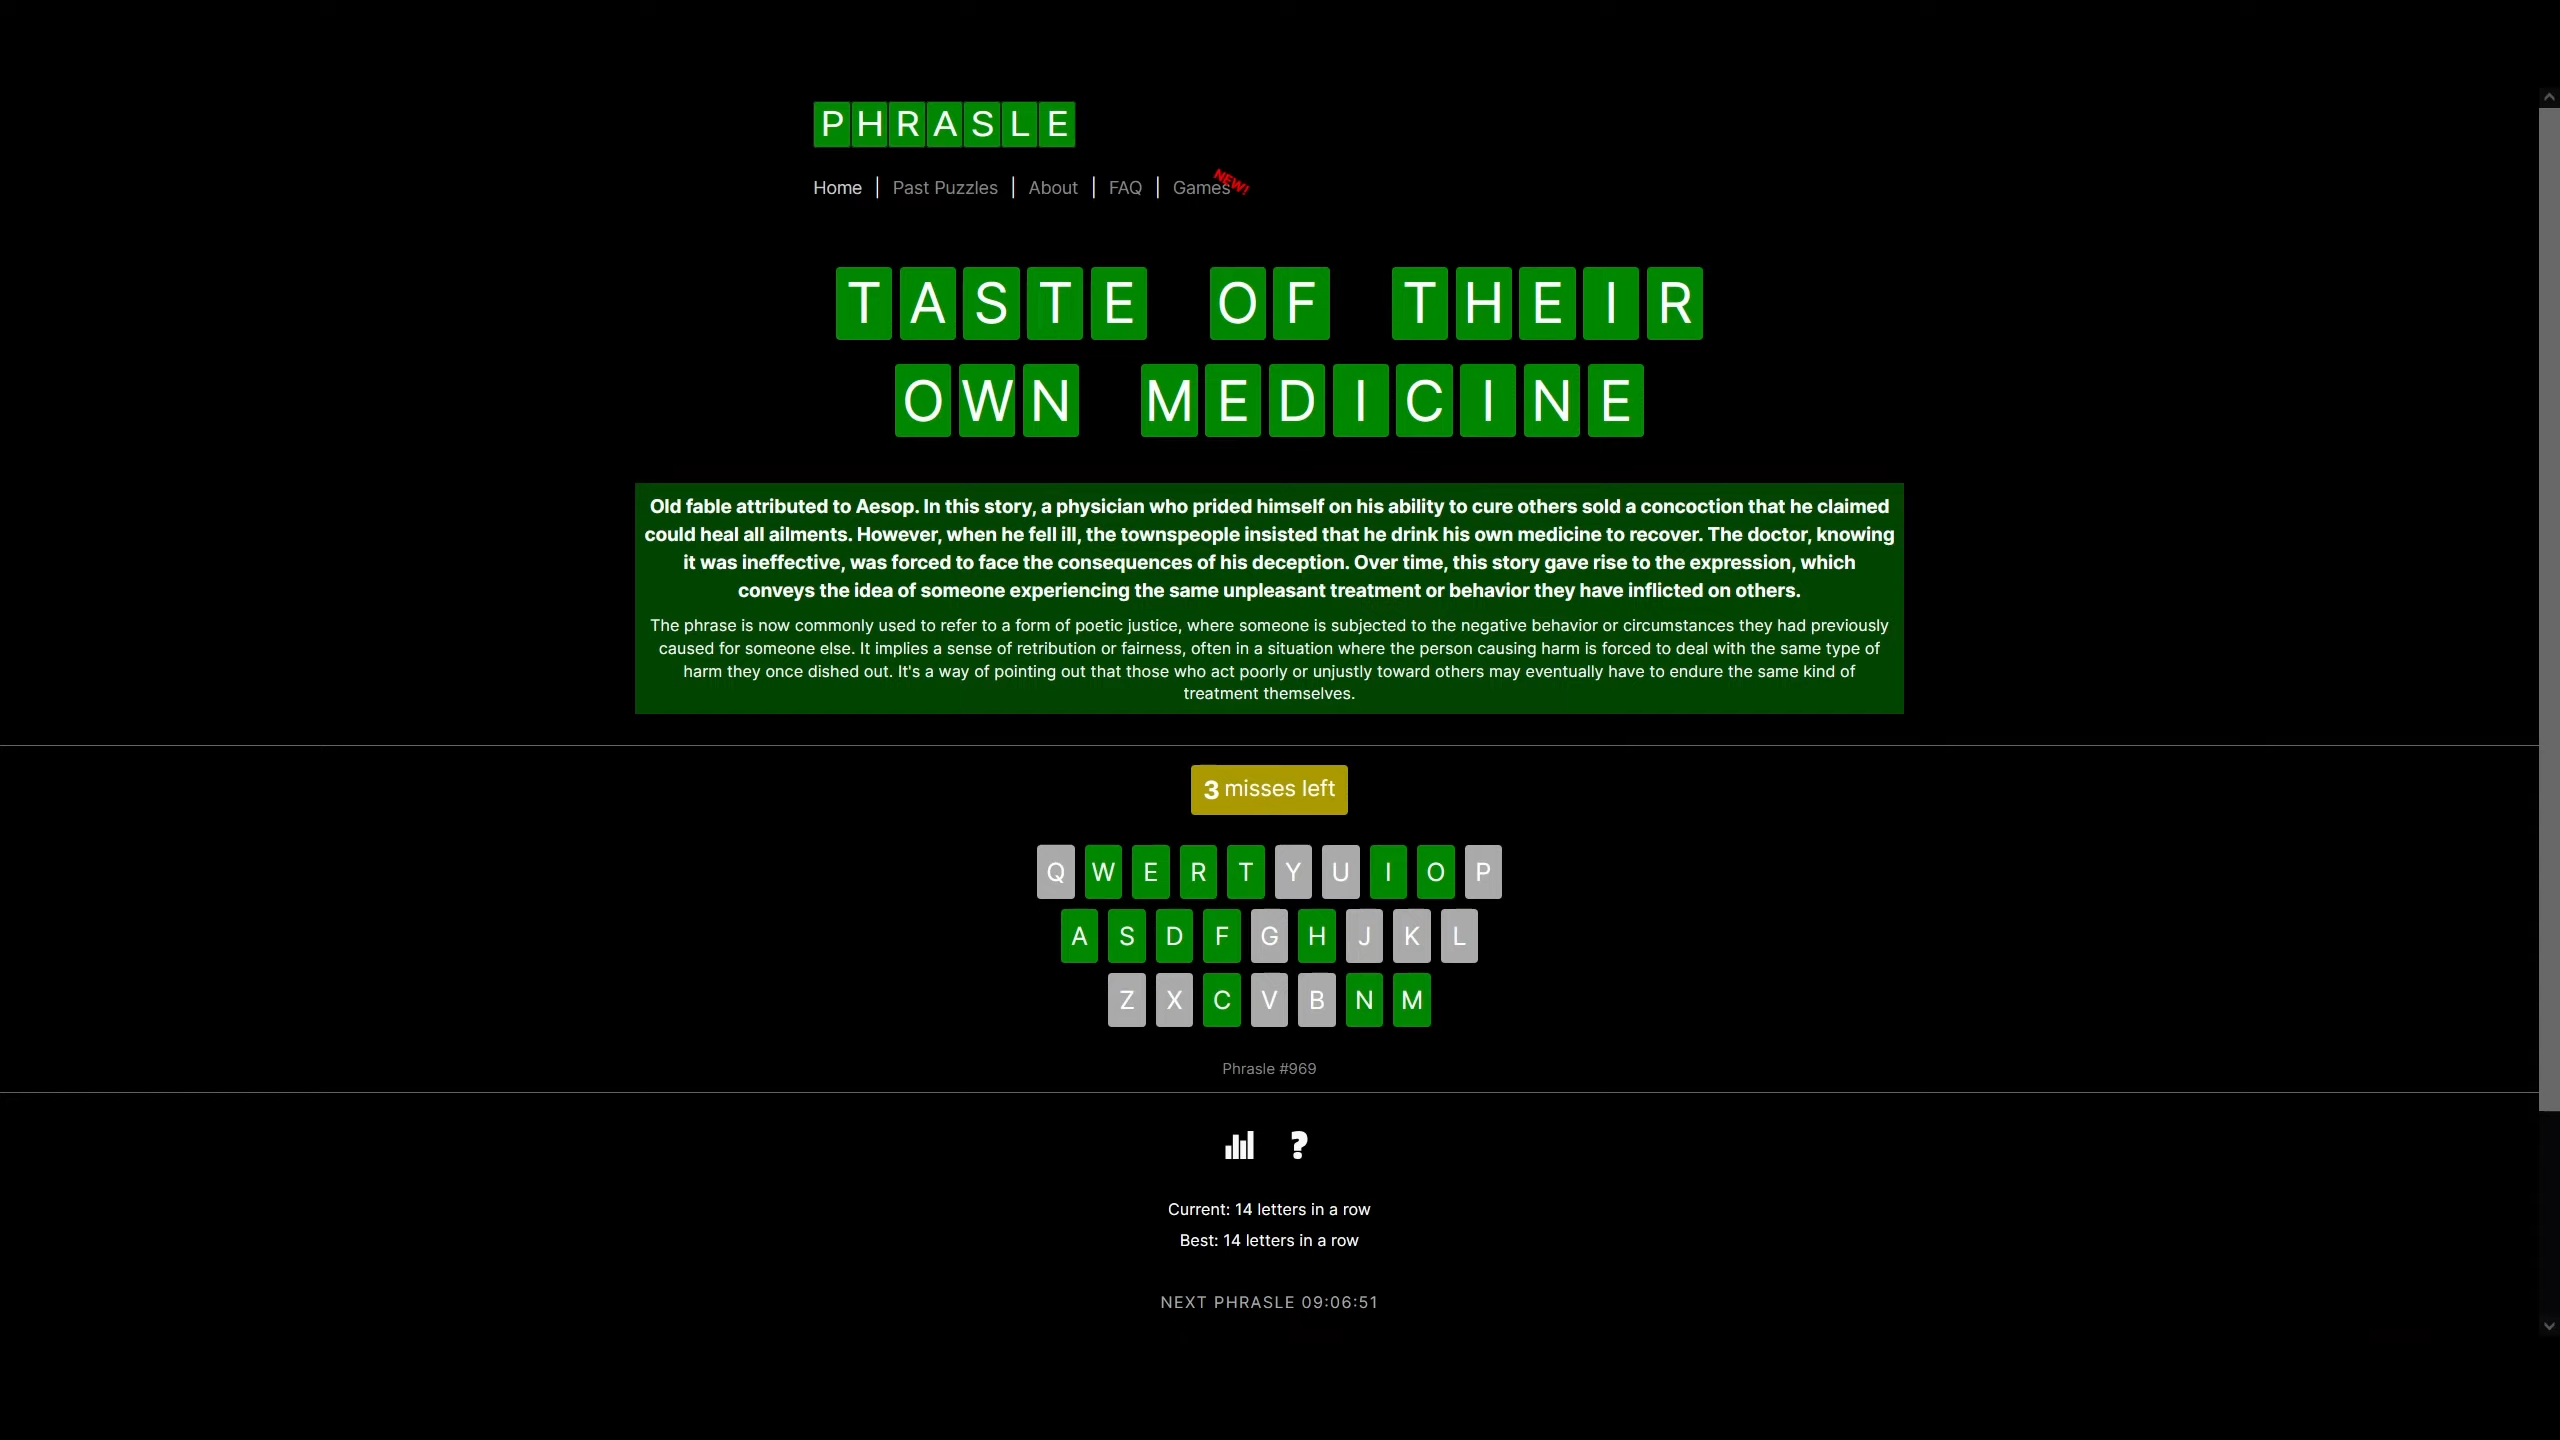 PHRASLE
Home | Past Puzzles | About | FAQ | Games NEW!
TASTE OF THEIR
OWN MEDICINE
Old fable attributed to Aesop. In this story, a physician who prided himself on his ability to cure others sold a concoction that he claimed
could heal all ailments. However, when he fell ill, the townspeople insisted that he drink his own medicine to recover. The doctor, knowing
it was ineffective, was forced to face the consequences of his deception. Over time, this story gave rise to the expression, which
conveys the idea of someone experiencing the same unpleasant treatment or behavior they have inflicted on others.
The phrase is now commonly used to refer to a form of poetic justice, where someone is subjected to the negative behavior or circumstances they had previously
caused for someone else. It implies a sense of retribution or fairness, often in a situation where the person causing harm is forced to deal with the same type of
harm they once dished out. It's a way of pointing out that those who act poorly or unjustly toward others may eventually have to endure the same kind of
treatment themselves.
3 misses left
Q W E R T Y U I O P
A S D F G H J K L
Z X C V B N M
Phrasle #969
?
Current: 14 letters in a row
Best: 14 letters in a row
NEXT PHRASLE 09:06:51